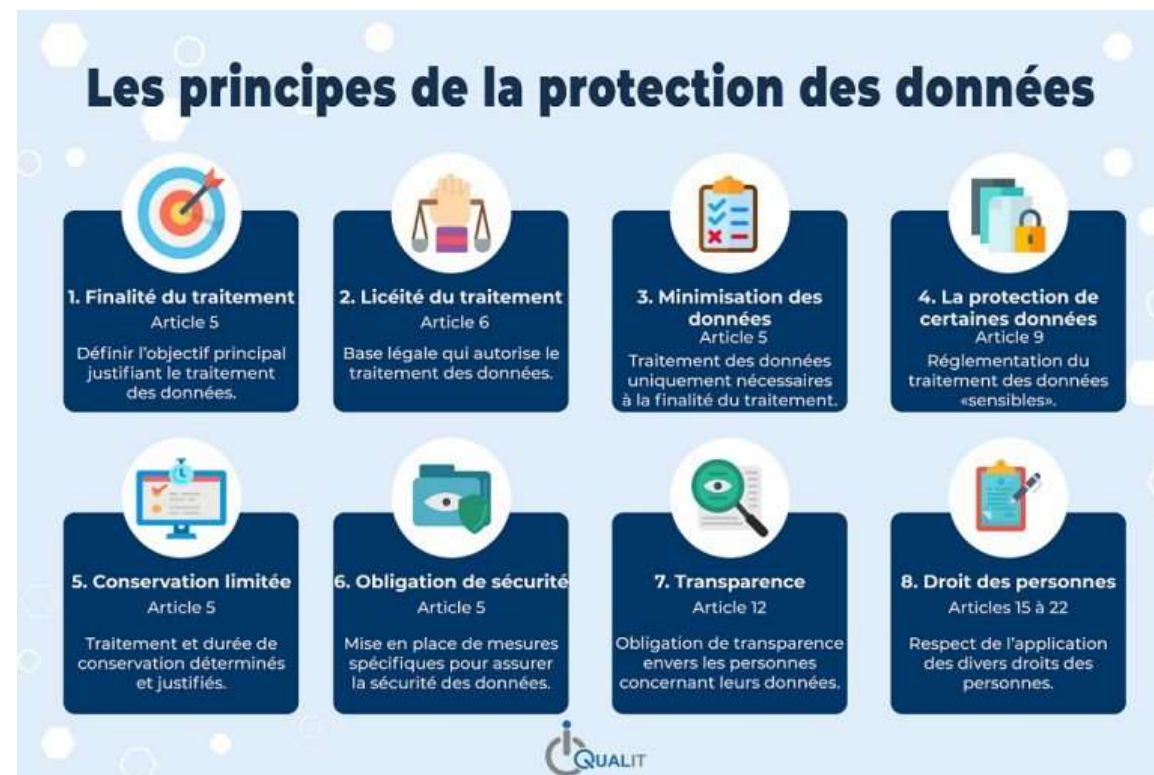 Les principes de la protection des données
1. Finalité du traitement
Article 5
Définir l'objectif principal
justifiant le traitement
des données.
2. Licéité du traitement
Article 6
Base légale qui autorise le
traitement des données.
3. Minimisation des
données
Article 5
Traitement des données
uniquement nécessaires
à la finalité du traitement.
4. La protection de
certaines données
Article 9
Réglementation du
traitement des données
«sensibles».
5. Conservation limitée
Article 5
Traitement et durée de
conservation déterminés
et justifiés.
6. Obligation de sécurité
Article 5
Mise en place de mesures
spécifiques pour assurer
la sécurité des données.
7. Transparence
Article 12
Obligation de transparence
envers les personnes
concernant leurs données.
8. Droit des personnes
Articles 15 à 22
Respect de l'application
des divers droits des
personnes.
QUALIT